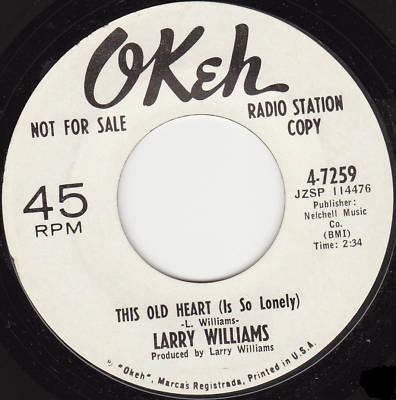 OKeh
NOT FOR SALE
RADIO STATION
COPY
45
RPM
4-7259
JZSP 114476
Publisher:
Nelchell Music
Co.
(BMI)
Time: 2:34
THIS OLD HEART (Is So Lonely)
-L. Williams-
LARRY WILLIAMS
Produced by Larry Williams
"Okeh", Marcas Registrada, Printed in U.S.A.